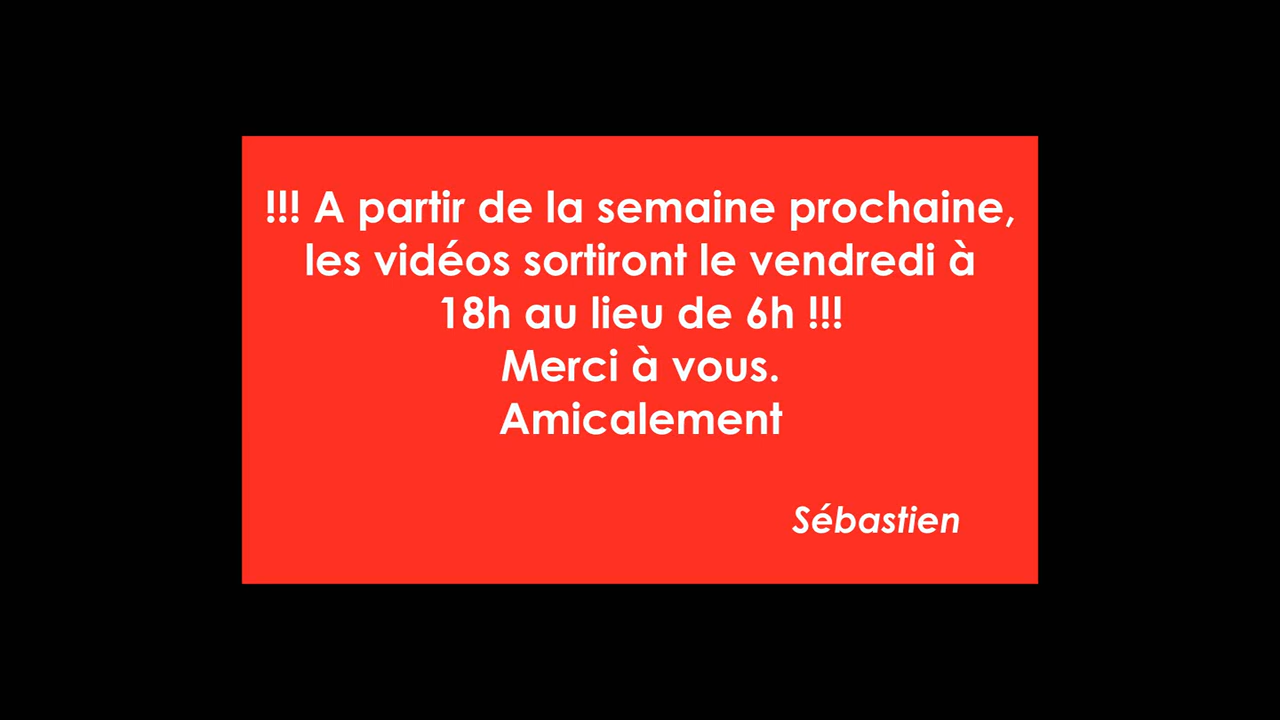 !!! A partir de la semaine prochaine,
les vidéos sortiront le vendredi à
18h au lieu de 6h !!!
Merci à vous.
Amicalement
Sébastien